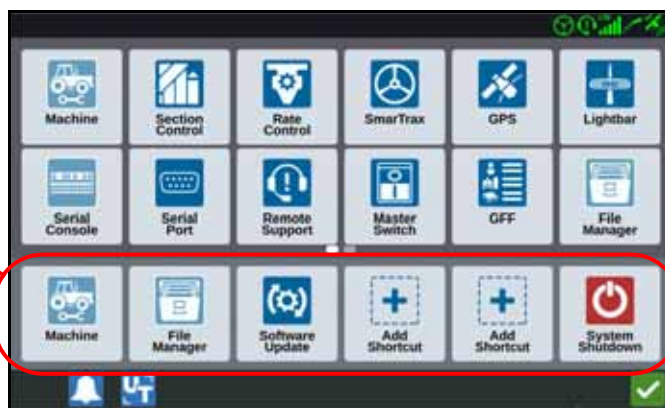 Machine
Section
Control
Rate
Control
SmarTrax
GPS
Lightbar
Serial
Console
Serial
Port
Remote
Support
Master
Switch
GFF
File
Manager
Machine
File
Manager
Software
Update
Add
Shortcut
Add
Shortcut
System
Shutdown
UT